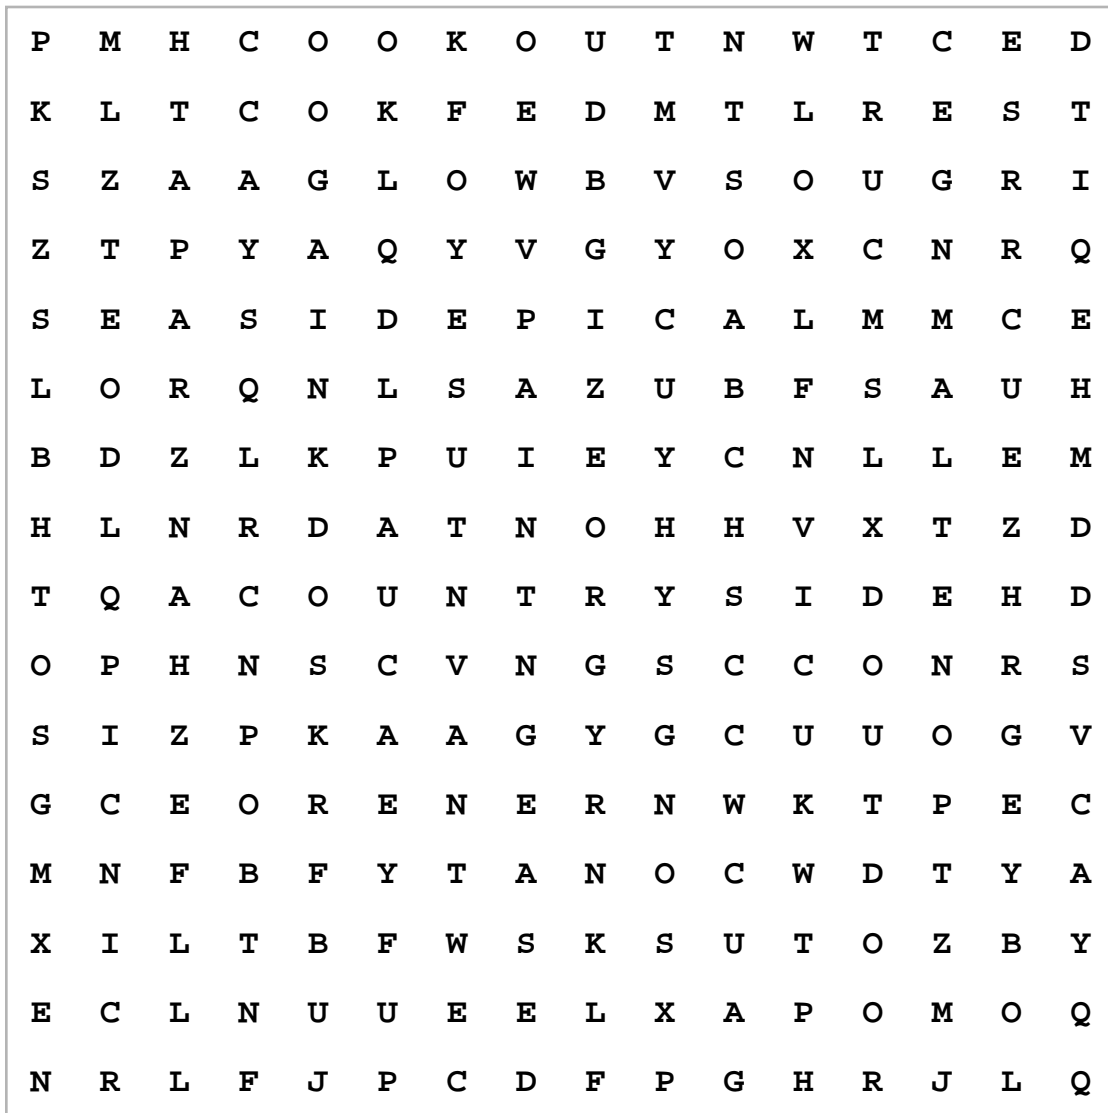 P M H C O O K O U T N W T C E D
K L T C O K F E D M T L R E S T
S Z A A G L O W B V S O U G R I
Z T P Y A Q Y V G Y O X C N R Q
S E A S I D E P I C A L M M C E
L O R Q N L S A Z U B F S A U H
B D Z L K P U I E Y C N L L E M
H L N R D A T N O H H V X T Z D
T Q A C O U N T R Y S I D E H D
O P H N S C V N G S C C O N R S
S I Z P K A A G Y G C U U O G V
G C E O R E N E R N W K T P E C
M N F B F Y T A N O C W D T Y A
X I L T B F W S K S U T O Z B Y
E C L N U U E E L X A P O M O Q
N R L F J P C D F P G H R J L Q